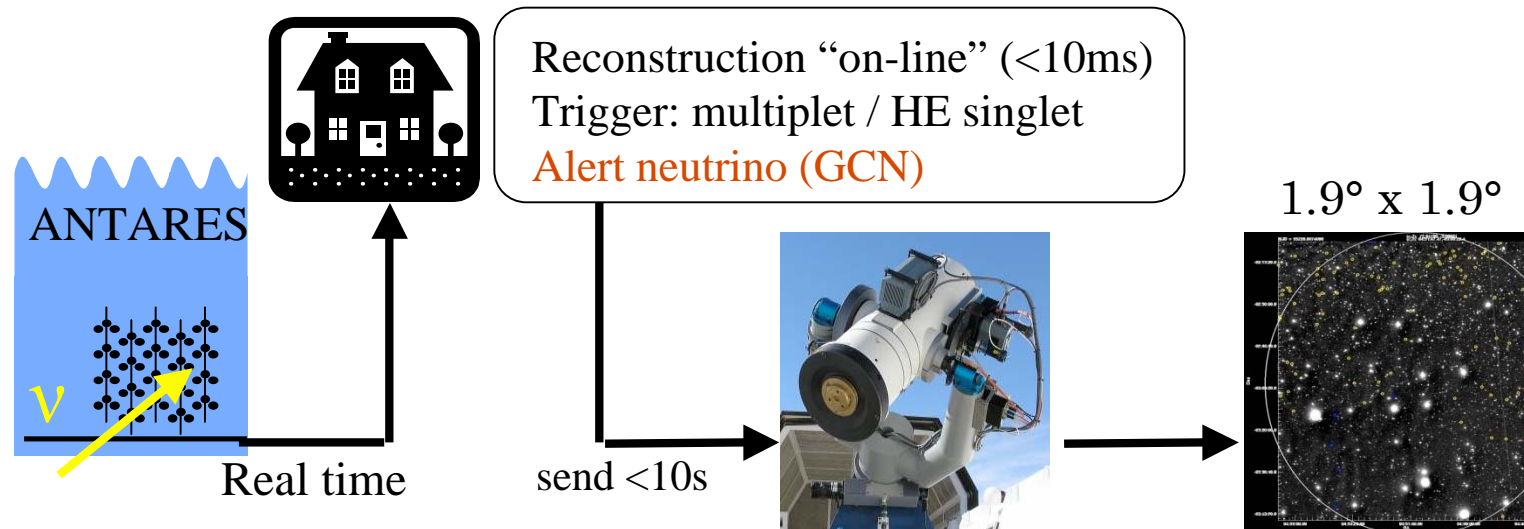 Reconstruction “on-line” (<10ms)
Trigger: multiplet / HE singlet
Alert neutrino (GCN)
ANTARES
1.9° x 1.9°
ν
Real time
send <10s